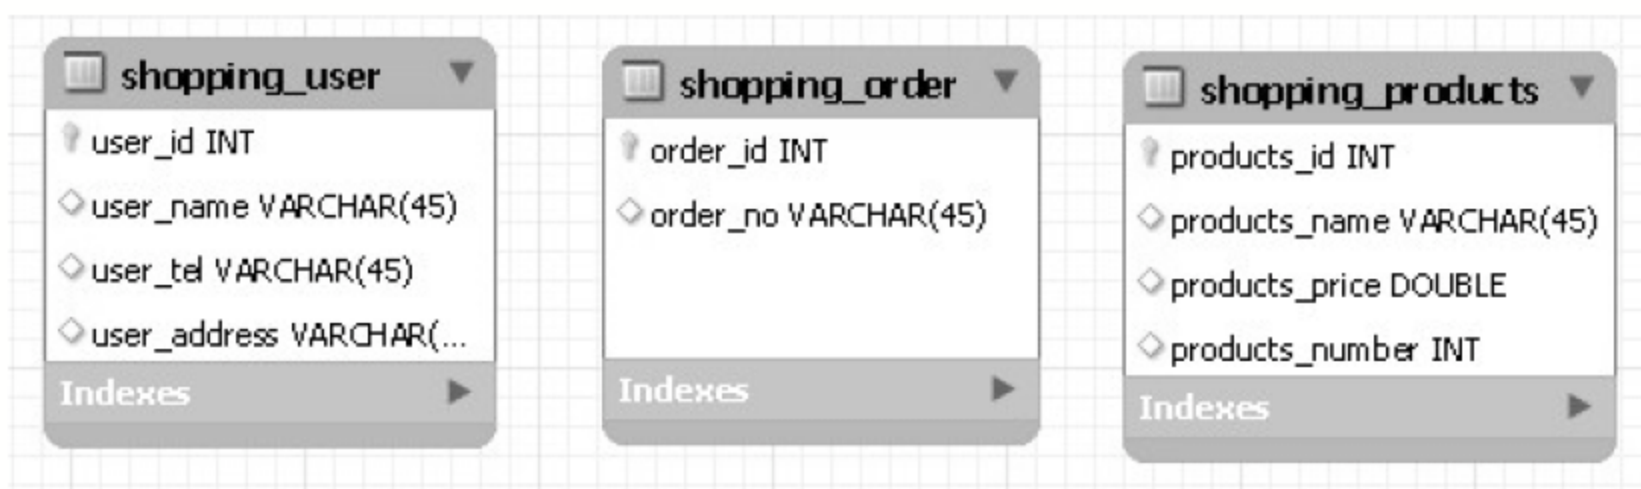 shopping_user
user_id INT
user_name VARCHAR(45)
user_tel VARCHAR(45)
user_address VARCHAR(...
Indexes
shopping_order
order_id INT
order_no VARCHAR(45)
Indexes
shopping_products
products_id INT
products_name VARCHAR(45)
products_price DOUBLE
products_number INT
Indexes